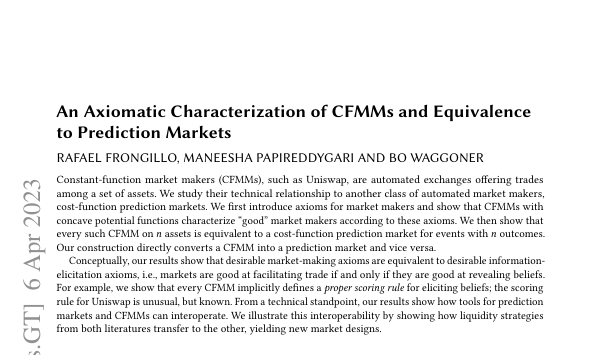 An Axiomatic Characterization of CFMMs and Equivalence
to Prediction Markets
RAFAEL FRONGILLO, MANEESHA PAPIREDDYGARI AND BO WAGGONER
Constant-function market makers (CFMMs), such as Uniswap, are automated exchanges offering trades
among a set of assets. We study their technical relationship to another class of automated market makers,
cost-function prediction markets. We first introduce axioms for market makers and show that CFMMs with
concave potential functions characterize “good” market makers according to these axioms. We then show that
every such CFMM on n assets is equivalent to a cost-function prediction market for events with n outcomes.
Our construction directly converts a CFMM into a prediction market and vice versa.
Conceptually, our results show that desirable market-making axioms are equivalent to desirable information-
elicitation axioms, i.e., markets are good at facilitating trade if and only if they are good at revealing beliefs.
For example, we show that every CFMM implicitly defines a proper scoring rule for eliciting beliefs; the scoring
rule for Uniswap is unusual, but known. From a technical standpoint, our results show how tools for prediction
markets and CFMMs can interoperate. We illustrate this interoperability by showing how liquidity strategies
from both literatures transfer to the other, yielding new market designs.
s.GT] 6 Apr 2023